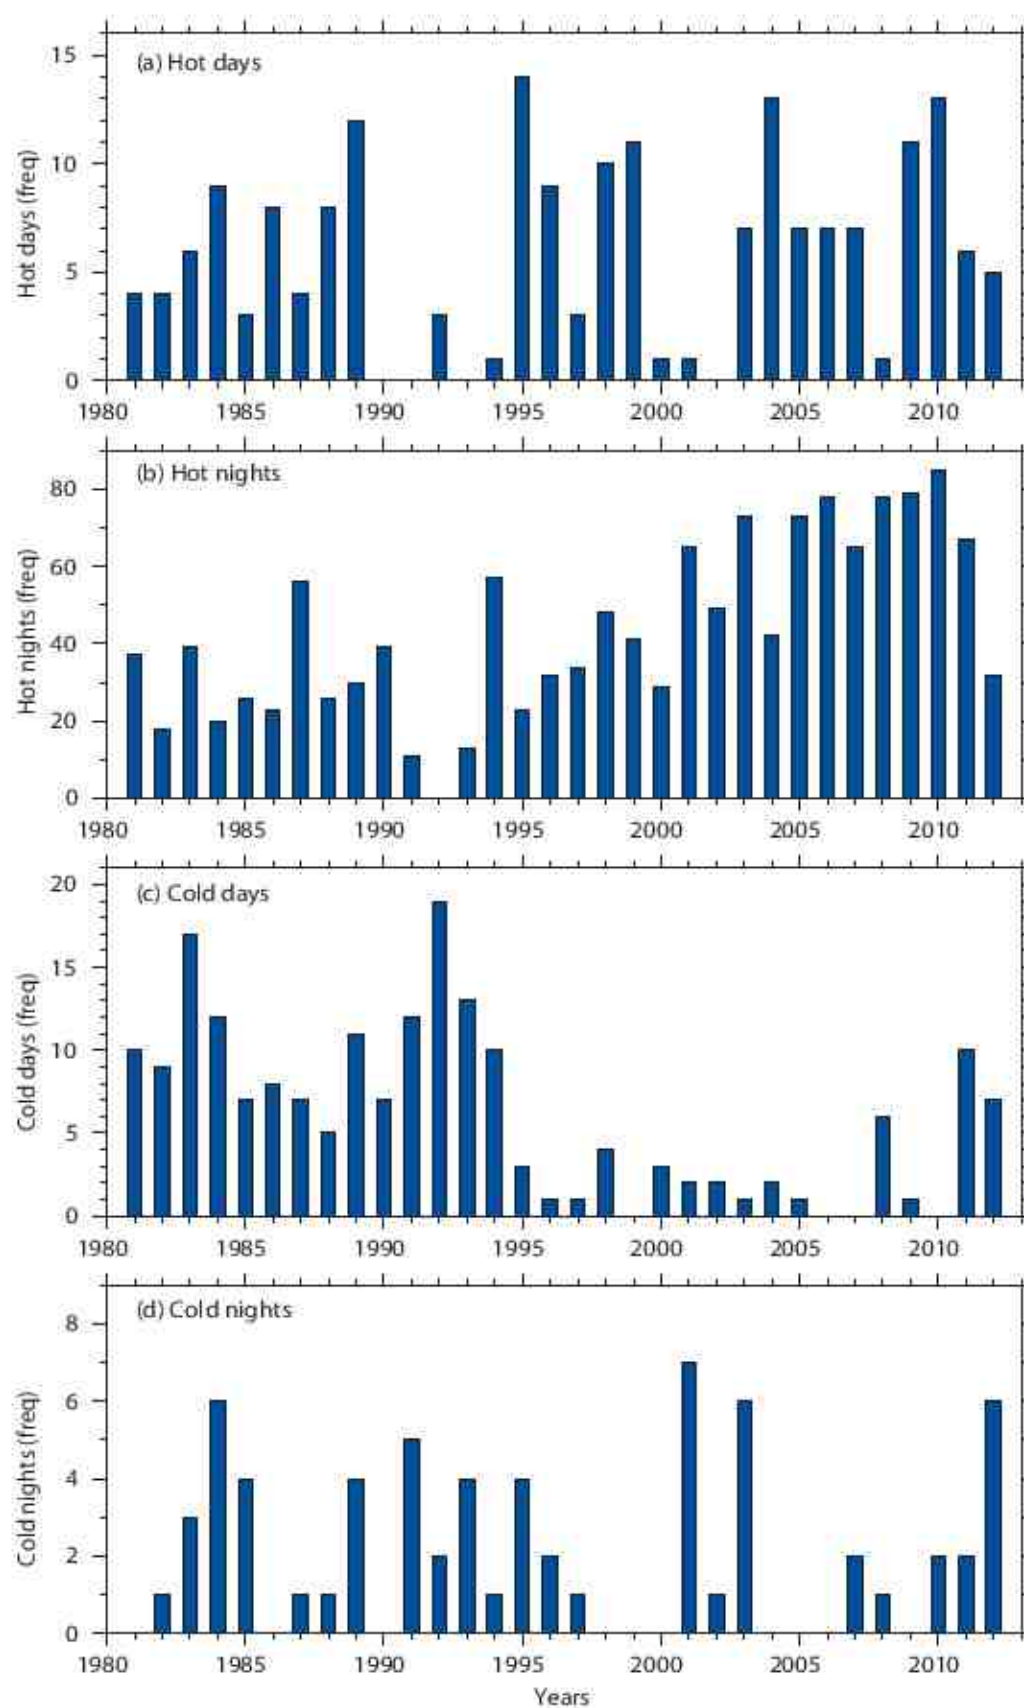 (a) Hot days
Hot days (freq)
15
10
5
0
1980 1985 1990 1995 2000 2005 2010
(b) Hot nights
Hot nights (freq)
80
60
40
20
0
1980 1985 1990 1995 2000 2005 2010
(c) Cold days
Cold days (freq)
20
15
10
5
0
1980 1985 1990 1995 2000 2005 2010
(d) Cold nights
Cold nights (freq)
8
6
4
2
0
1980 1985 1990 1995 2000 2005 2010
Years